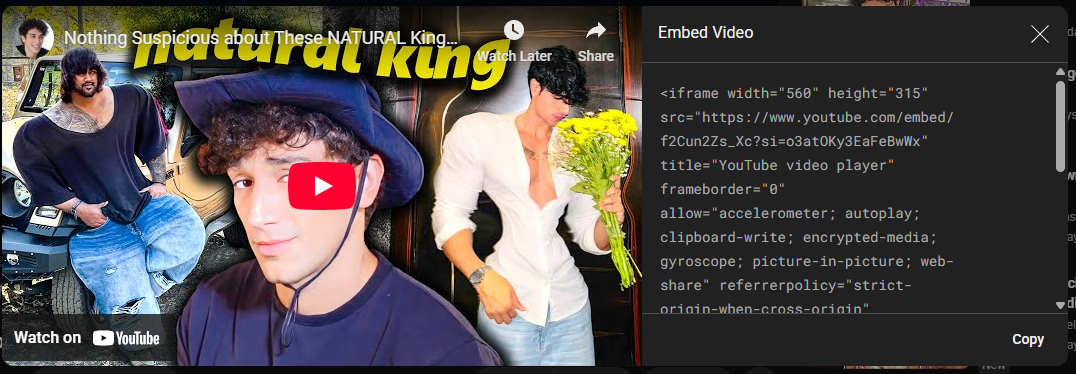 Nothing Suspicious about These NATURAL King...
natural king
Watch Later
Share
Watch on YouTube
Embed Video
<iframe width="560" height="315"
src="https://www.youtube.com/embed/
f2Cun2Zs_Xc?si=o3atOKy3EaFeBwWx"
title="YouTube video player"
frameborder="0"
allow="accelerometer; autoplay;
clipboard-write; encrypted-media;
gyroscope; picture-in-picture; web-
share" referrerpolicy="strict-
origin-when-cross-origin"
Copy
New